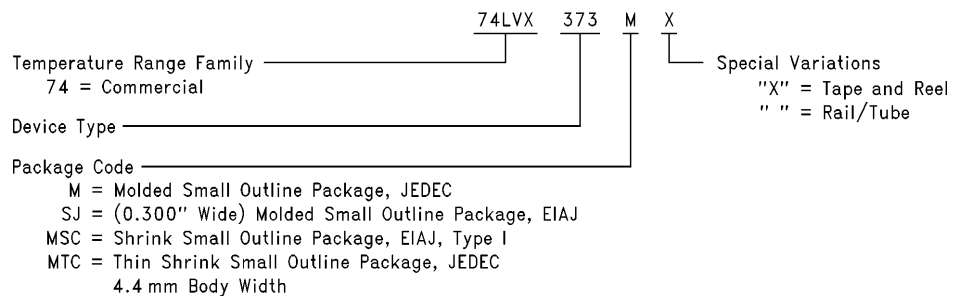 74LVX 373 M X
Temperature Range Family
74 = Commercial
Special Variations
"X" = Tape and Reel
" " = Rail/Tube
Device Type
Package Code
M = Molded Small Outline Package, JEDEC
SJ = (0.300" Wide) Molded Small Outline Package, EIAJ
MSC = Shrink Small Outline Package, EIAJ, Type I
MTC = Thin Shrink Small Outline Package, JEDEC
4.4 mm Body Width